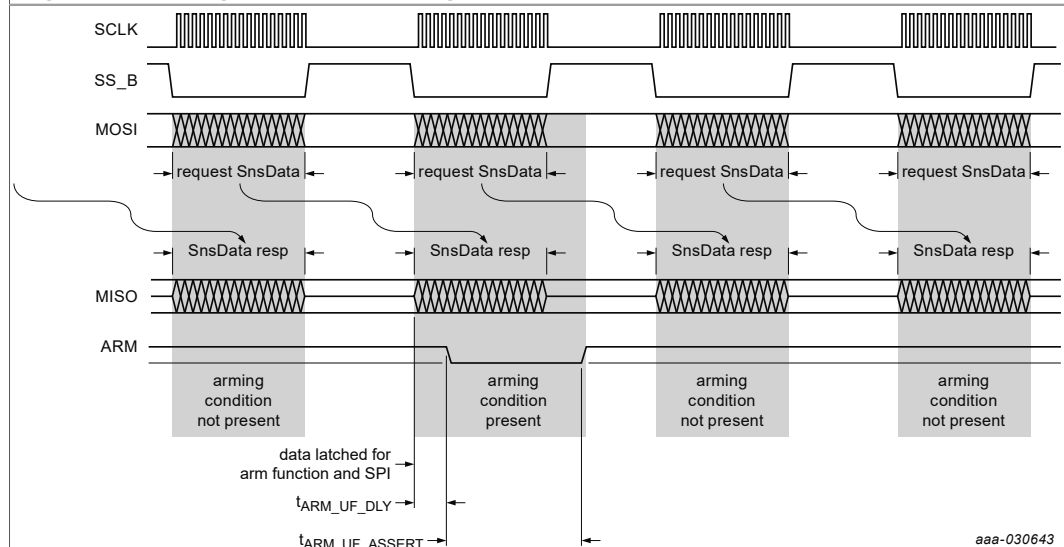 SCLK
SS_B
MOSI
request SnsData request SnsData request SnsData request SnsData
SnsData resp SnsData resp SnsData resp SnsData resp
MISO
ARM
arming arming arming arming
condition condition condition condition
not present present not present not present
data latched for
arm function and SPI
tARM_UF_DLY
tARM_UF_ASSERT
aaa-030643